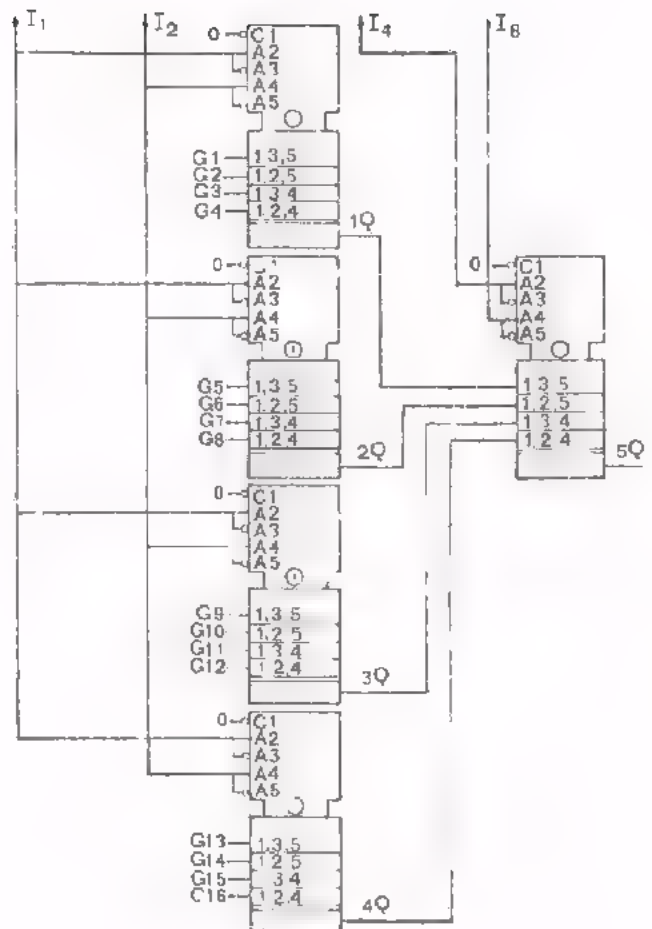 I1 I2 I4 I8
0 C1
A2
A3
A4
A5
G1 1,3,5
G2 1,2,5
G3 1 3 4
G4 1,2,4
1Q
0
A2
A3
A4
A5
G5 1,3 5
G6 1,2,5
G7 1,3,4
G8 1,2,4
2Q
0 C1
A2
A3
A4
A5
G9 1,3 5
G10 1,2 5
G11 1,3 4
G12 1,2,4
3Q
0 C1
A2
A3
A4
A5
G13 1,3,5
G14 1,2 5
G15 3 4
C16 1,2,4
4Q
0 C1
A2
A3
A4
A5
1 3 5
1,2,5
1 3 4
1 2 4
5Q